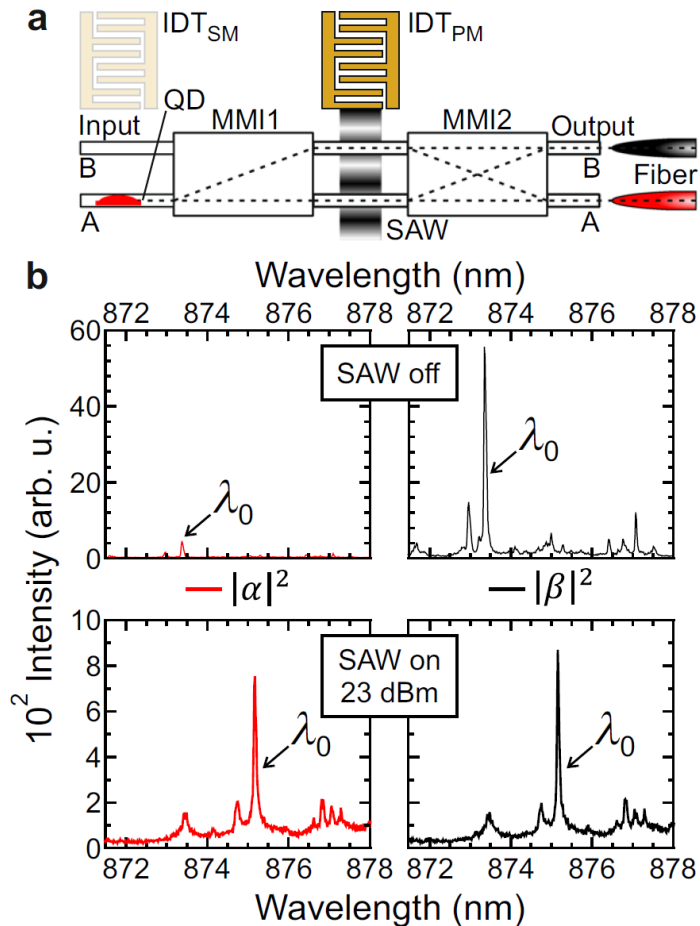 a
IDT_SM
IDT_PM
QD
Input
MMI1
MMI2
Output
B
B
Fiber
A
SAW
A
b
Wavelength (nm)
872 874 876 878
872 874 876 878
60
40
20
0
SAW off
λ₀
λ₀
10² Intensity (arb. u.)
|α|²
|β|²
10
8
6
4
2
0
SAW on
23 dBm
λ₀
λ₀
872 874 876 878
872 874 876 878
Wavelength (nm)